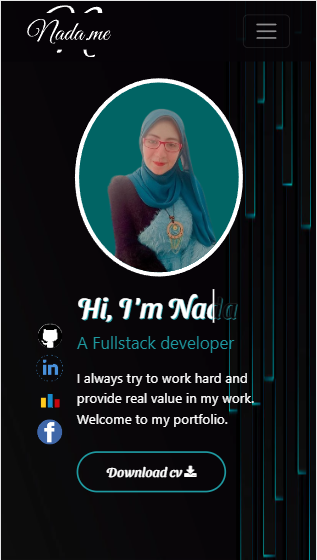 Nada.me
Hi, I'm Nada
A Fullstack developer
in
I always try to work hard and
provide real value in my work.
Welcome to my portfolio.
f
Download cv